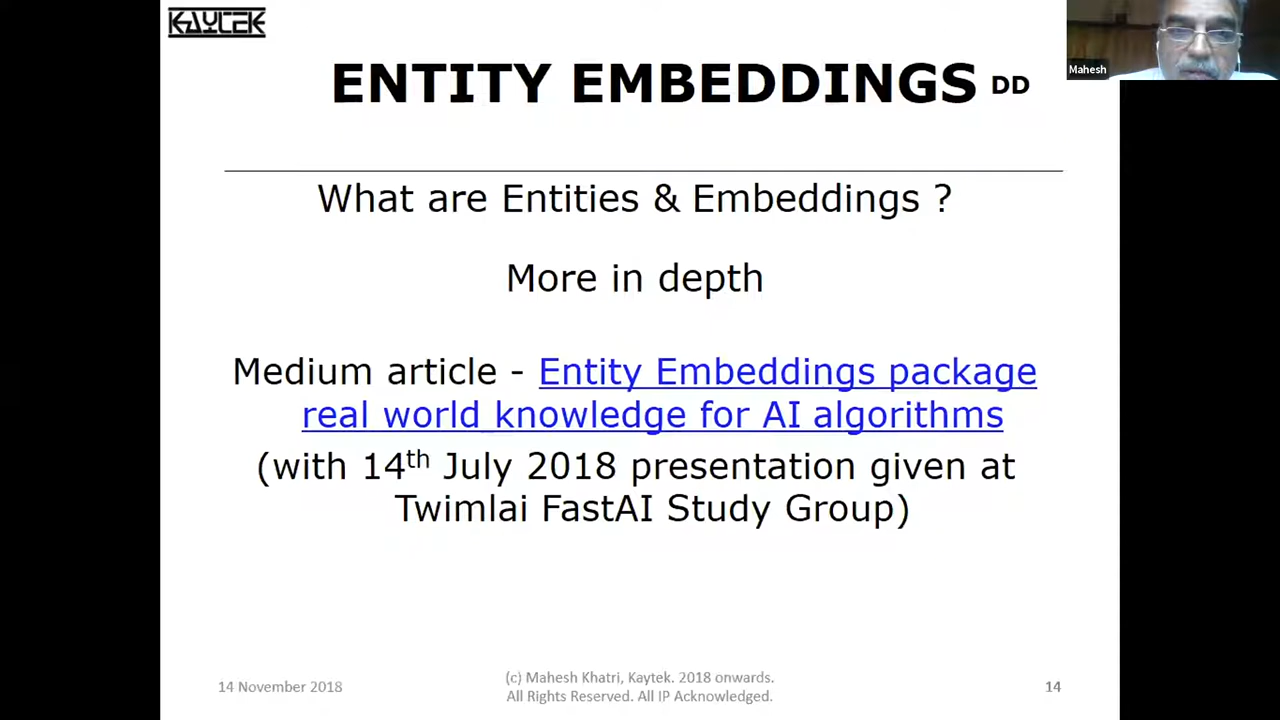 KAYTEK
Mahesh
ENTITY EMBEDDINGS DD
What are Entities & Embeddings ?
More in depth
Medium article - Entity Embeddings package
real world knowledge for AI algorithms
(with 14th July 2018 presentation given at
Twimlai FastAI Study Group)
14 November 2018
(c) Mahesh Khatri, Kaytek. 2018 onwards.
All Rights Reserved. All IP Acknowledged.
14